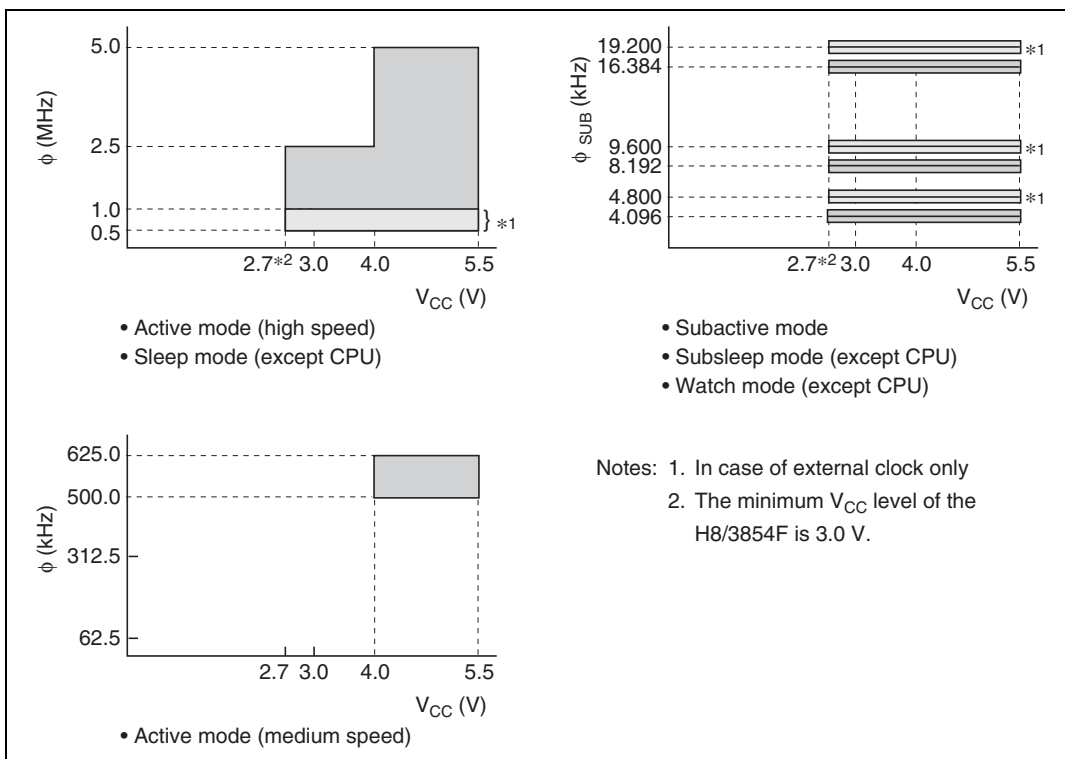 5.0
2.5
1.0
0.5
φ (MHz)
} *1
2.7*2 3.0 4.0 5.5
VCC (V)
• Active mode (high speed)
• Sleep mode (except CPU)
19.200
16.384
9.600
8.192
4.800
4.096
φ SUB (kHz)
*1
*1
*1
2.7*2 3.0 4.0 5.5
VCC (V)
• Subactive mode
• Subsleep mode (except CPU)
• Watch mode (except CPU)
625.0
500.0
312.5
62.5
φ (kHz)
2.7 3.0 4.0 5.5
VCC (V)
• Active mode (medium speed)
Notes: 1. In case of external clock only
2. The minimum VCC level of the
H8/3854F is 3.0 V.